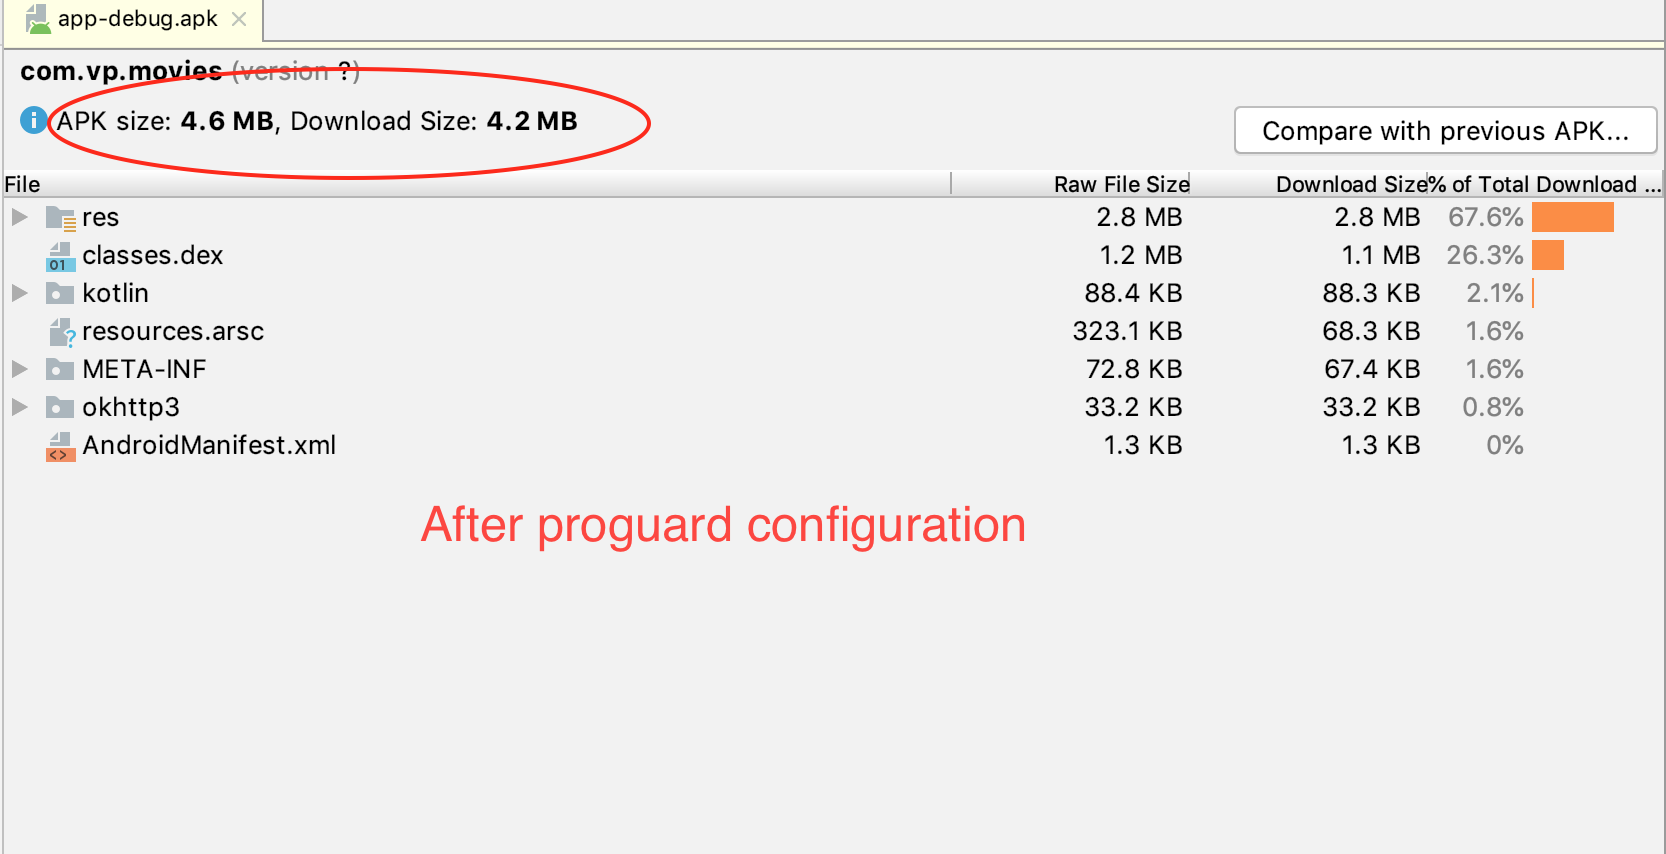 app-debug.apk
com.vp.movies (version ?)
APK size: 4.6 MB, Download Size: 4.2 MB
Compare with previous APK...
File Raw File Size Download Size % of Total Download ...
res 2.8 MB 2.8 MB 67.6%
classes.dex 1.2 MB 1.1 MB 26.3%
kotlin 88.4 KB 88.3 KB 2.1%
resources.arsc 323.1 KB 68.3 KB 1.6%
META-INF 72.8 KB 67.4 KB 1.6%
okhttp3 33.2 KB 33.2 KB 0.8%
AndroidManifest.xml 1.3 KB 1.3 KB 0%
After proguard configuration